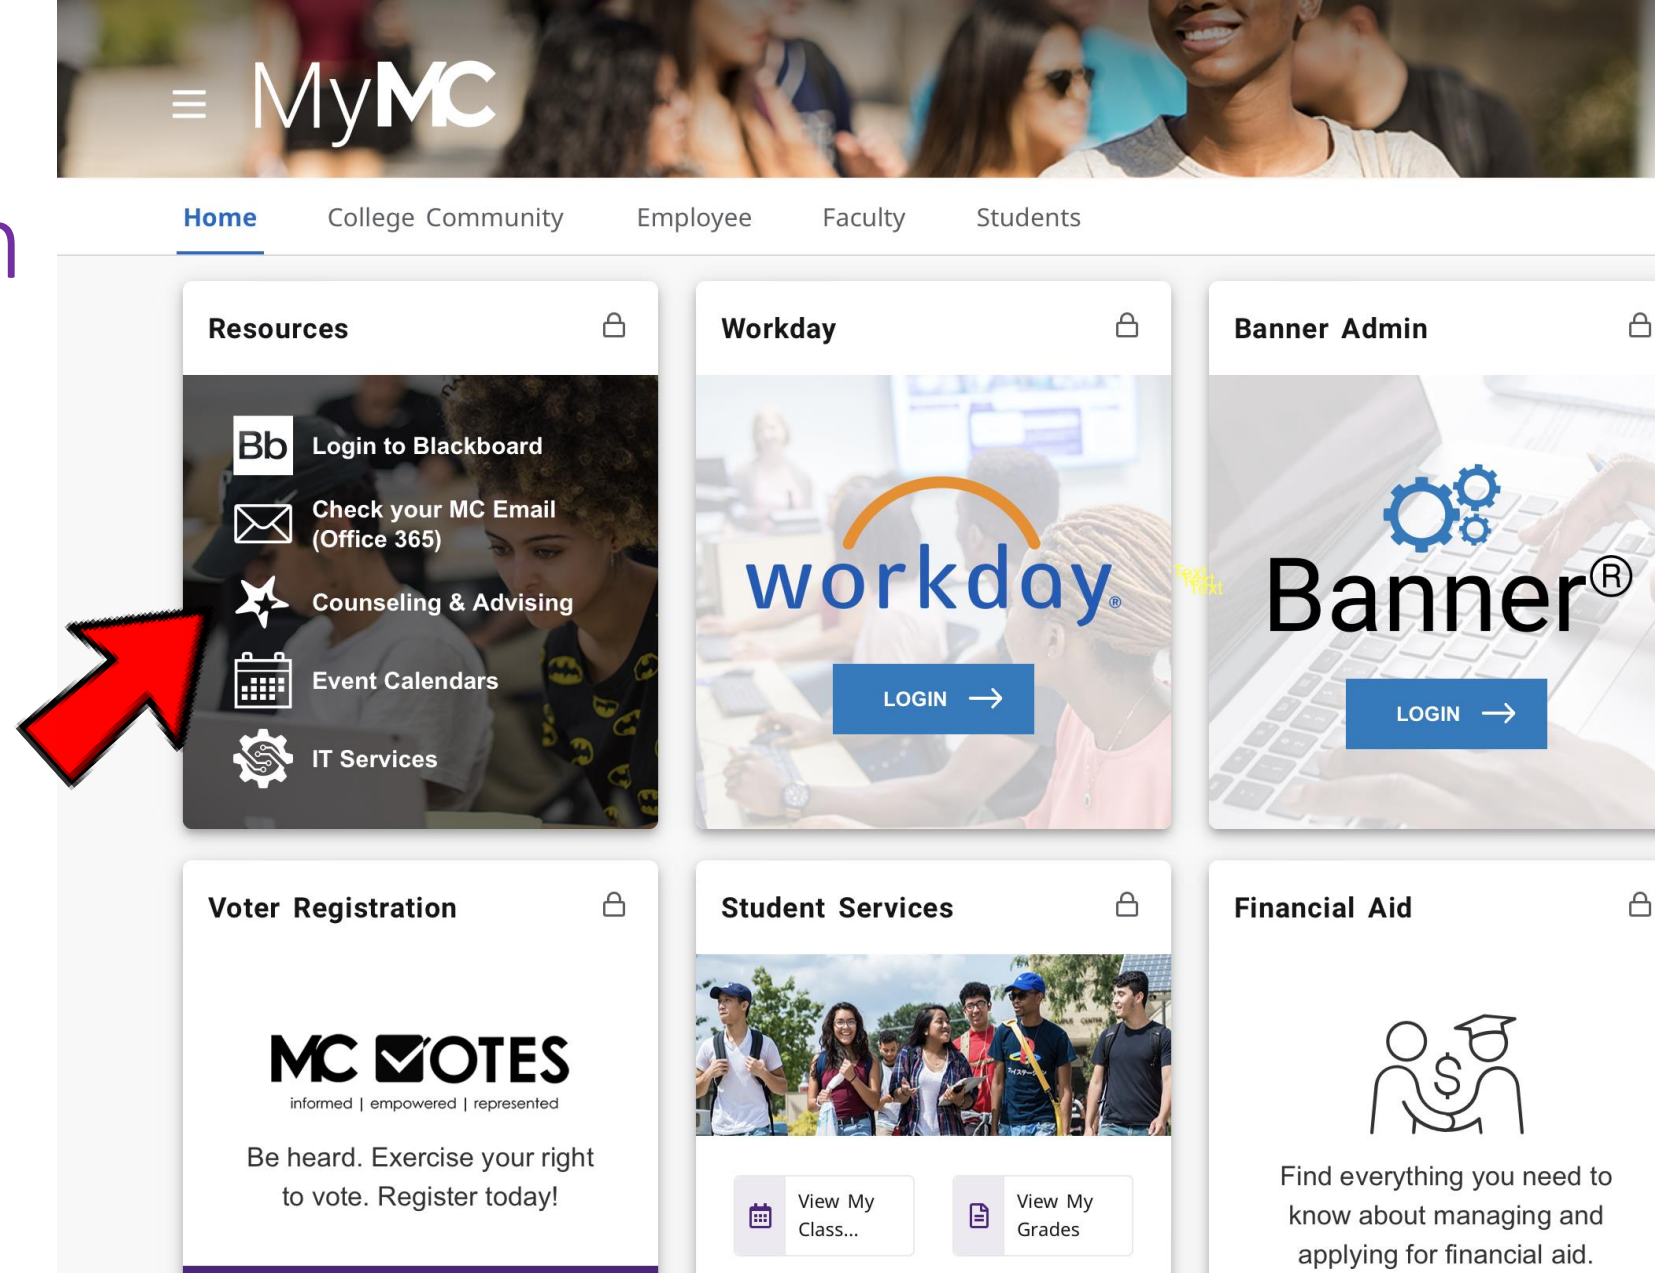 MyMC
Home College Community Employee Faculty Students
Resources
Bb Login to Blackboard
Check your MC Email
(Office 365)
Counseling & Advising
Event Calendars
IT Services
Workday
workday®
LOGIN
Text
Text
Text
Banner Admin
Banner®
LOGIN
Voter Registration
MC VOTES
informed | empowered | represented
Be heard. Exercise your right
to vote. Register today!
Student Services
View My
Class...
View My
Grades
Financial Aid
$
Find everything you need to
know about managing and
applying for financial aid.